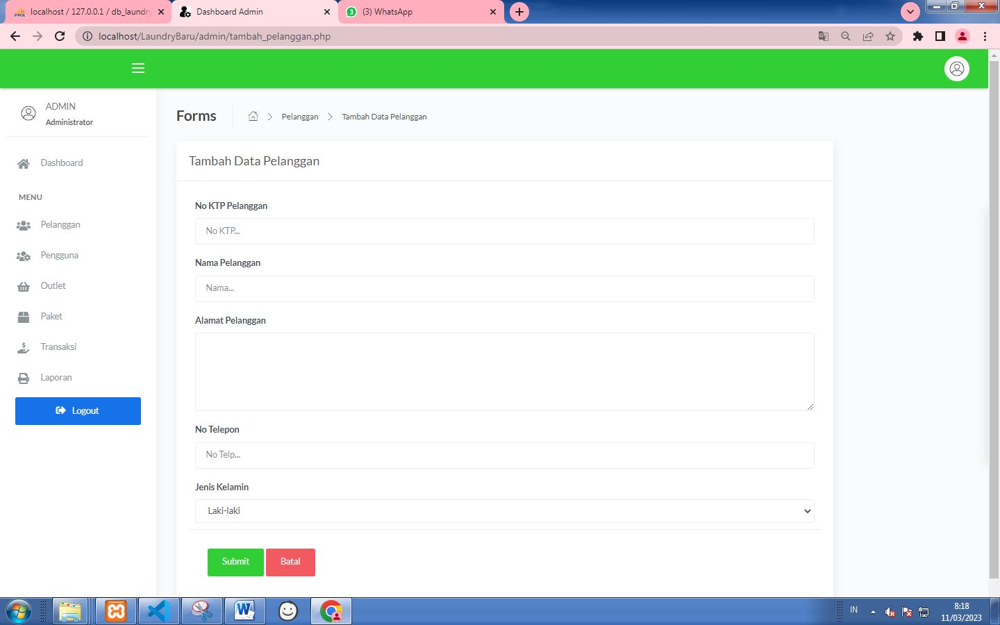 localhost / 127.0.0.1 / db_laundry
Dashboard Admin
3
(3) WhatsApp
localhost/LaundryBaru/admin/tambah_pelanggan.php
ADMIN
Administrator
Dashboard
MENU
Pelanggan
Pengguna
Outlet
Paket
Transaksi
Laporan
Logout
Forms
Pelanggan
Tambah Data Pelanggan
Tambah Data Pelanggan
No KTP Pelanggan
No KTP...
Nama Pelanggan
Nama...
Alamat Pelanggan
No Telepon
No Telp...
Jenis Kelamin
Laki-laki
Submit
Batal
IN
8:18
11/03/2023